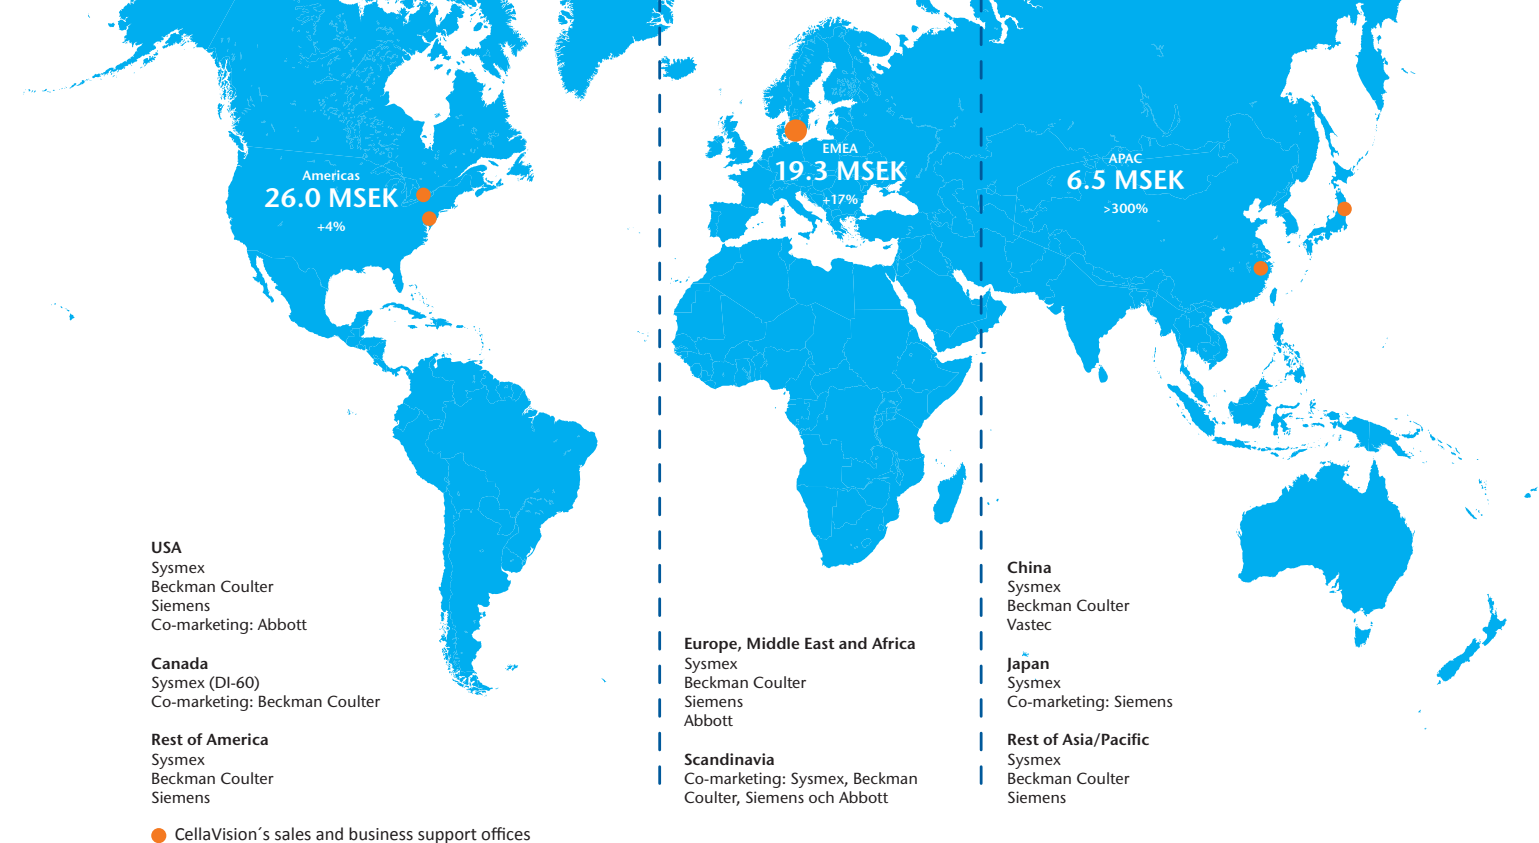 Americas
26.0 MSEK
+4%
EMEA
19.3 MSEK
+17%
APAC
6.5 MSEK
>300%
USA
Sysmex
Beckman Coulter
Siemens
Co-marketing: Abbott
Canada
Sysmex (DI-60)
Co-marketing: Beckman Coulter
Rest of America
Sysmex
Beckman Coulter
Siemens
Europe, Middle East and Africa
Sysmex
Beckman Coulter
Siemens
Abbott
Scandinavia
Co-marketing: Sysmex, Beckman
Coulter, Siemens och Abbott
China
Sysmex
Beckman Coulter
Vastec
Japan
Sysmex
Co-marketing: Siemens
Rest of Asia/Pacific
Sysmex
Beckman Coulter
Siemens
CellaVision´s sales and business support offices